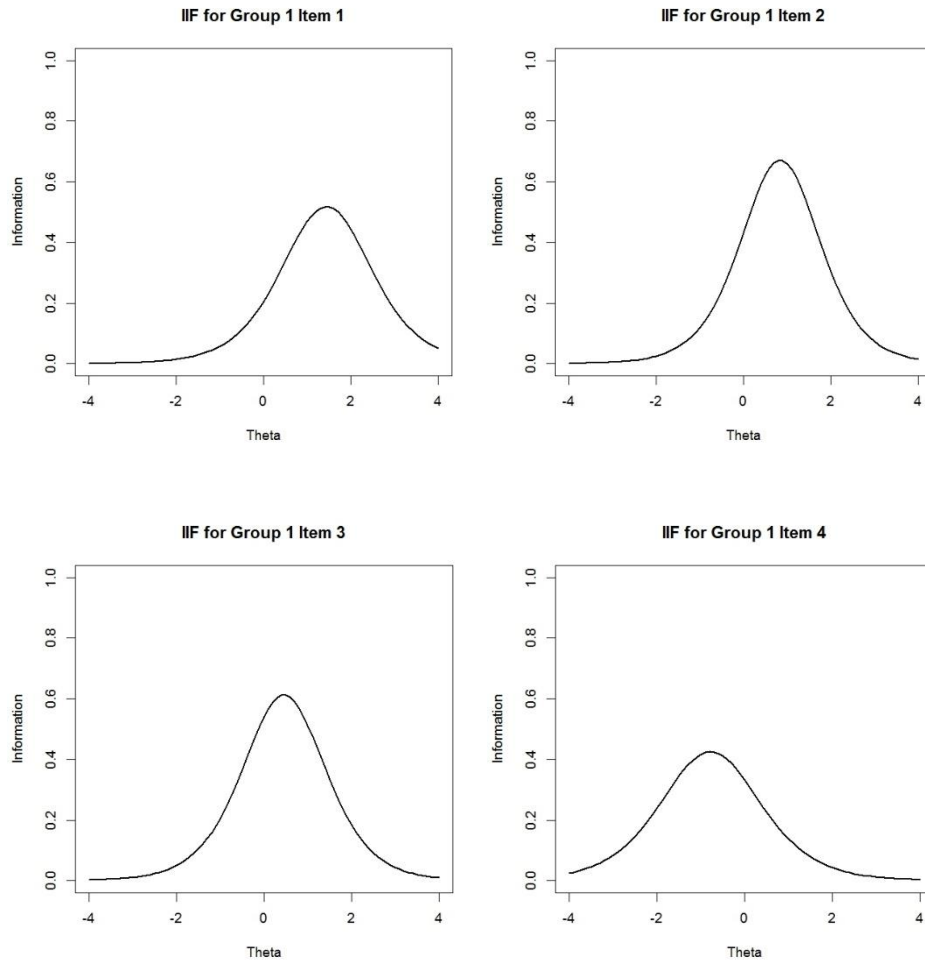 IIF for Group 1 Item 1
Information
0.0 0.2 0.4 0.6 0.8 1.0
-4 -2 0 2 4
Theta
IIF for Group 1 Item 2
Information
0.0 0.2 0.4 0.6 0.8 1.0
-4 -2 0 2 4
Theta
IIF for Group 1 Item 3
Information
0.0 0.2 0.4 0.6 0.8 1.0
-4 -2 0 2 4
Theta
IIF for Group 1 Item 4
Information
0.0 0.2 0.4 0.6 0.8 1.0
-4 -2 0 2 4
Theta